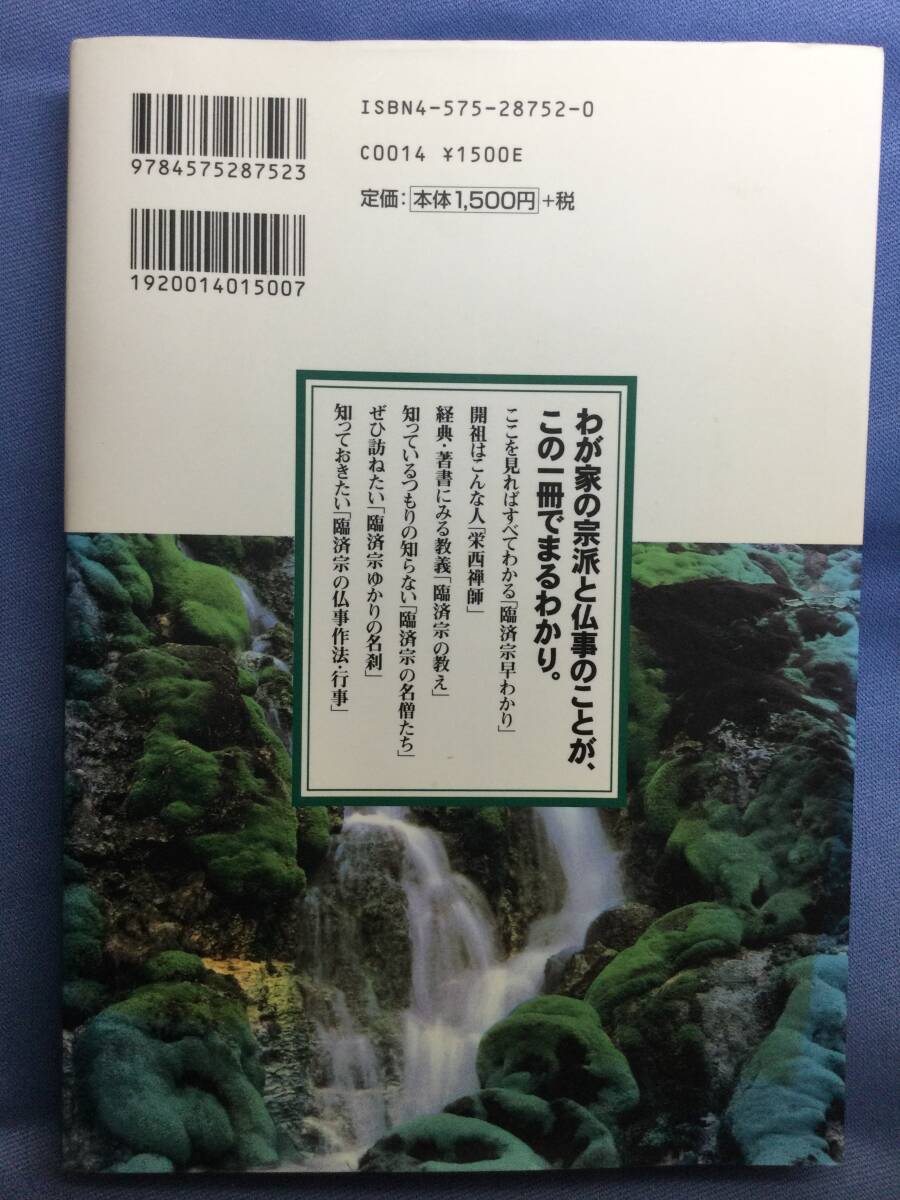 ISBN4-575-28752-0
C0014 ¥1500E
定価：本体1,500円+税
9784575287523
1920014015007
わが家の宗派と仏事のことが、
この一冊でまるわかり。
ここを見ればすべてわかる「臨済宗早わかり」
開祖はこんな人「栄西禅師」
経典・著書にみる教義「臨済宗の教え」
知っているつもりの知らない「臨済宗の名僧たち」
ぜひ訪ねたい「臨済宗ゆかりの名刹」
知っておきたい「臨済宗の仏事作法・行事」